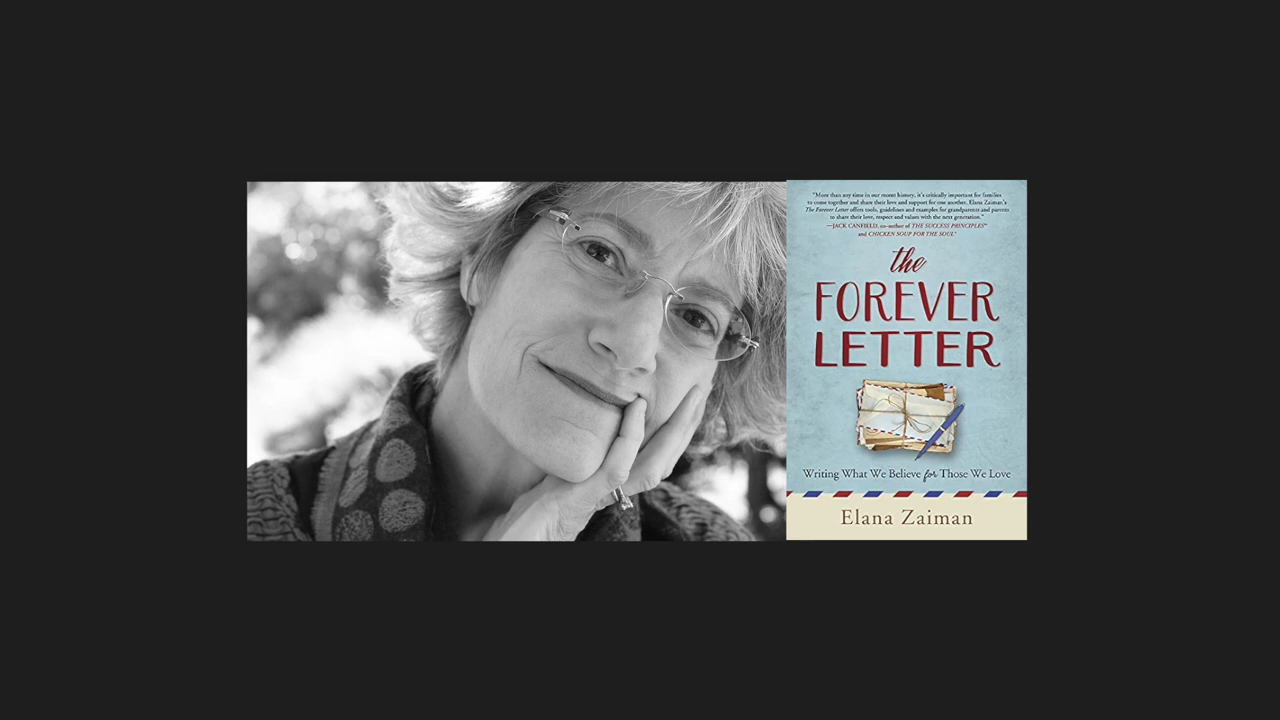 "More than any time in our recent history, it's critically important for families
to come together and share their love and support for one another. Elana Zaiman's
The Forever Letter offers tools, guidelines and examples for grandparents and parents
to share their love, respect and values with the next generation."
—JACK CANFIELD, co-author of THE SUCCESS PRINCIPLES™
and CHICKEN SOUP FOR THE SOUL®
the
FOREVER
LETTER
Writing What We Believe for Those We Love
Elana Zaiman